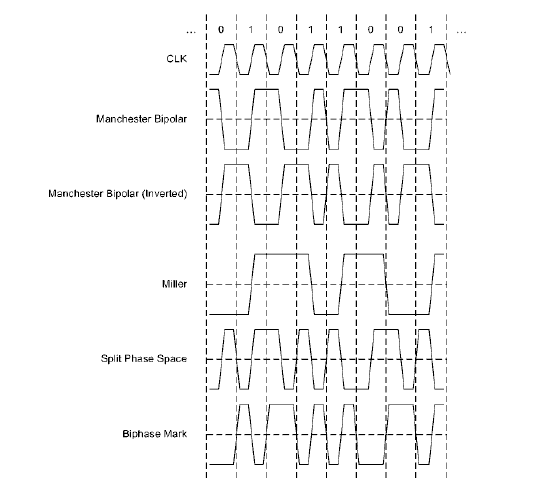 ... 0 1 0 1 1 0 0 1 ...
CLK
Manchester Bipolar
Manchester Bipolar (Inverted)
Miller
Split Phase Space
Biphase Mark